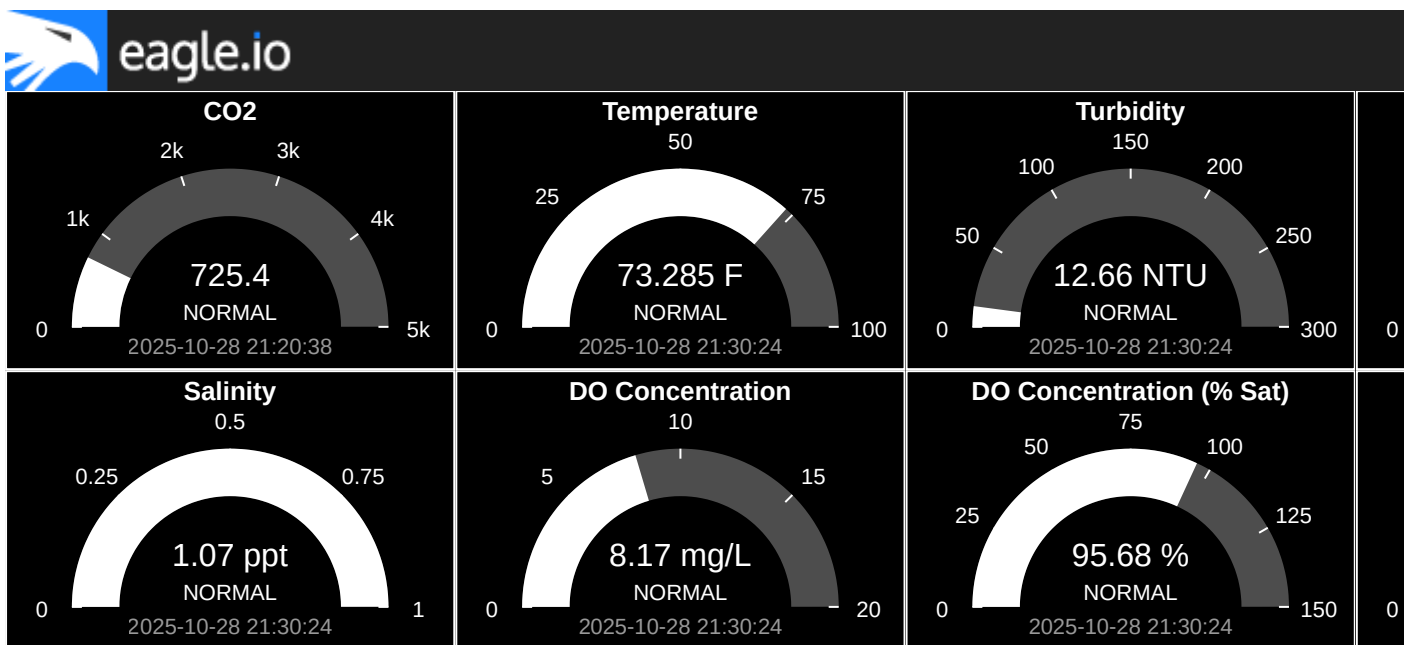 eagle.io
CO2
2k
3k
1k
4k
725.4
NORMAL
0
5k
2025-10-28 21:20:38
Temperature
50
25
75
73.285 F
NORMAL
0
100
2025-10-28 21:30:24
Turbidity
150
100
200
50
250
12.66 NTU
NORMAL
0
300
2025-10-28 21:30:24
0
Salinity
0.5
0.25
0.75
1.07 ppt
NORMAL
0
1
2025-10-28 21:30:24
DO Concentration
10
5
15
8.17 mg/L
NORMAL
0
20
2025-10-28 21:30:24
DO Concentration (% Sat)
75
50
100
25
125
95.68 %
NORMAL
0
150
2025-10-28 21:30:24
0